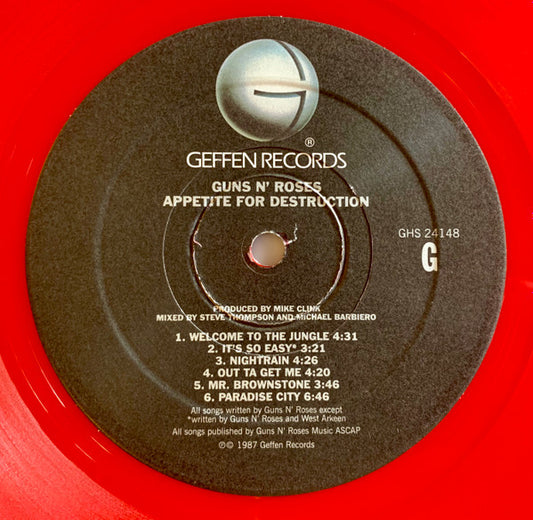 G
®
GEFFEN RECORDS
GUNS N' ROSES
APPETITE FOR DESTRUCTION
GHS 24148
G
PRODUCED BY MIKE CLINK
MIXED BY STEVE THOMPSON AND MICHAEL BARBIERO
1. WELCOME TO THE JUNGLE 4:31
2. IT'S SO EASY* 3:21
3. NIGHTRAIN 4:26
4. OUT TA GET ME 4:20
5. MR. BROWNSTONE 3:46
6. PARADISE CITY 6:46
All songs written by Guns N' Roses except
*written by Guns N' Roses and West Arkeen
All songs published by Guns N' Roses Music ASCAP
℗© 1987 Geffen Records